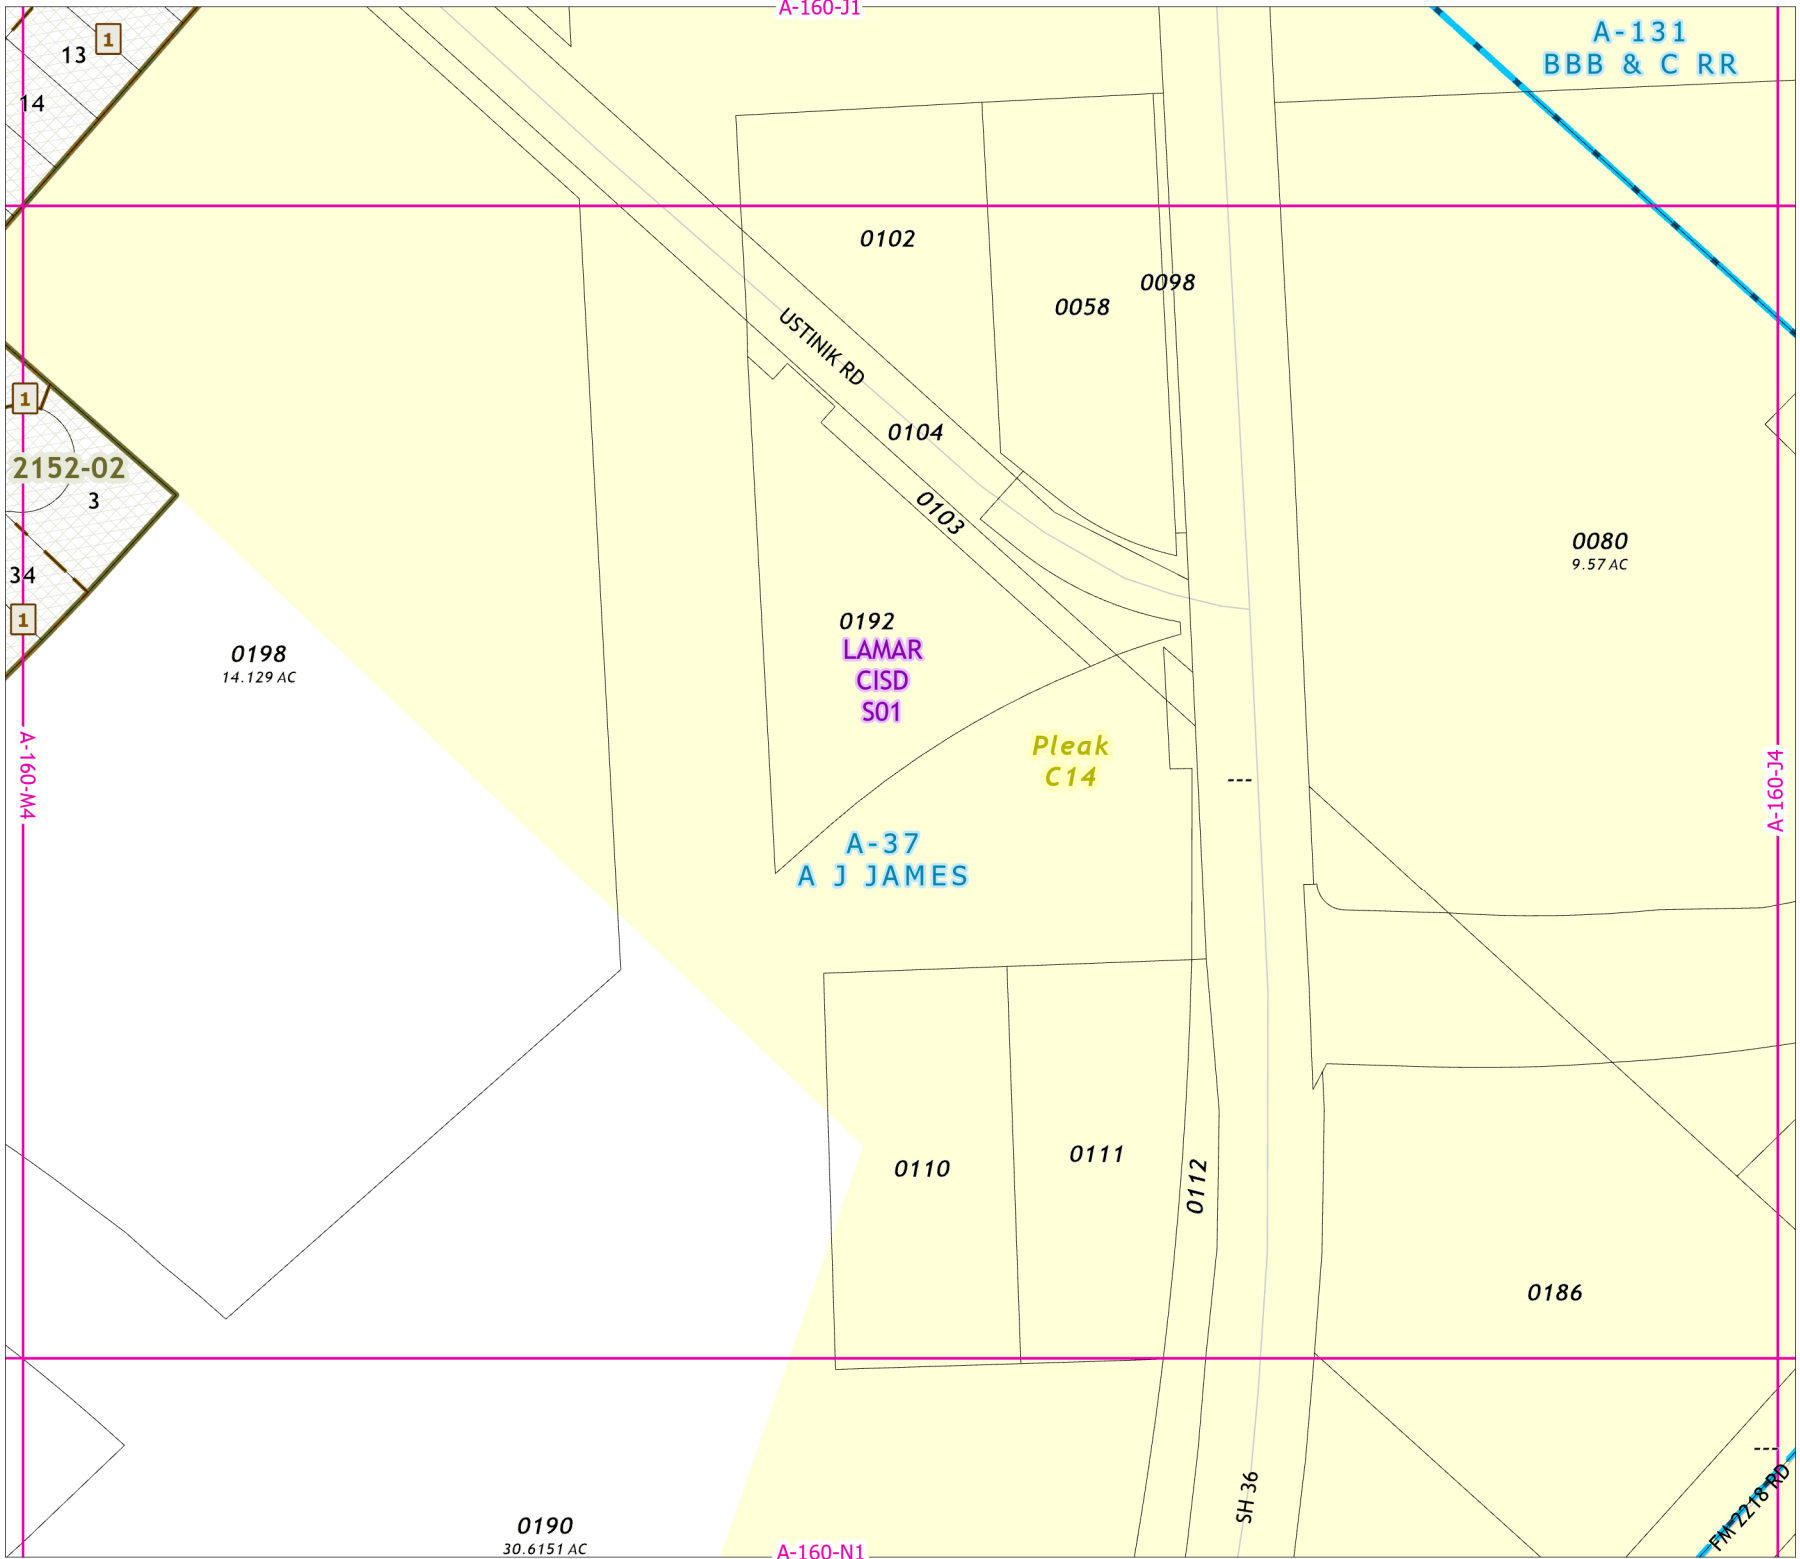 A-160-J1
A-131
BBB & C RR
13
1
14
0102
0098
0058
USTINIK RD
1
0104
2152-02
3
0103
0080
9.57 AC
34
1
0192
LAMAR
CISD
S01
0198
14.129 AC
Pleak
C14
A-160-M4
---
A-160-J4
A-37
A J JAMES
0110
0111
0112
0186
---
SH 36
FM 2218 RD
0190
30.6151 AC
A-160-N1